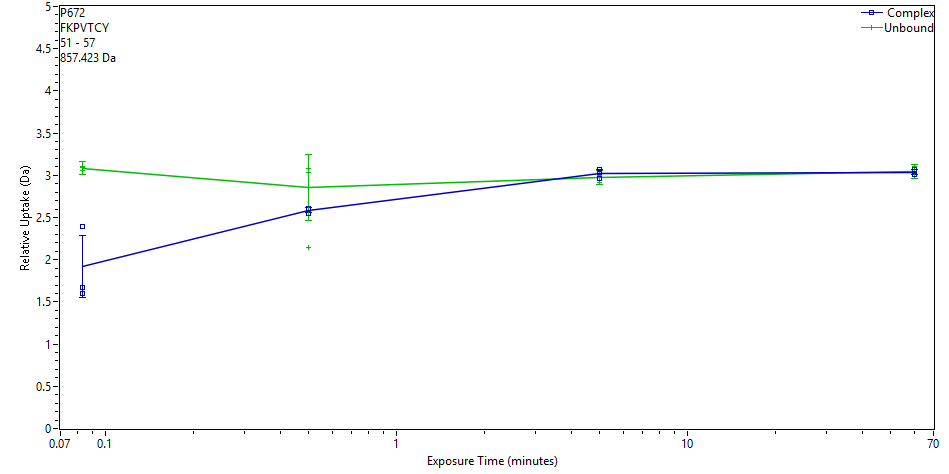 P672
FKPVTCY
51 - 57
857.423 Da
Complex
Unbound
5
4.5
4
3.5
3
2.5
2
1.5
1
0.5
0
Relative Uptake (Da)
0.07 0.1 1 10 70
Exposure Time (minutes)